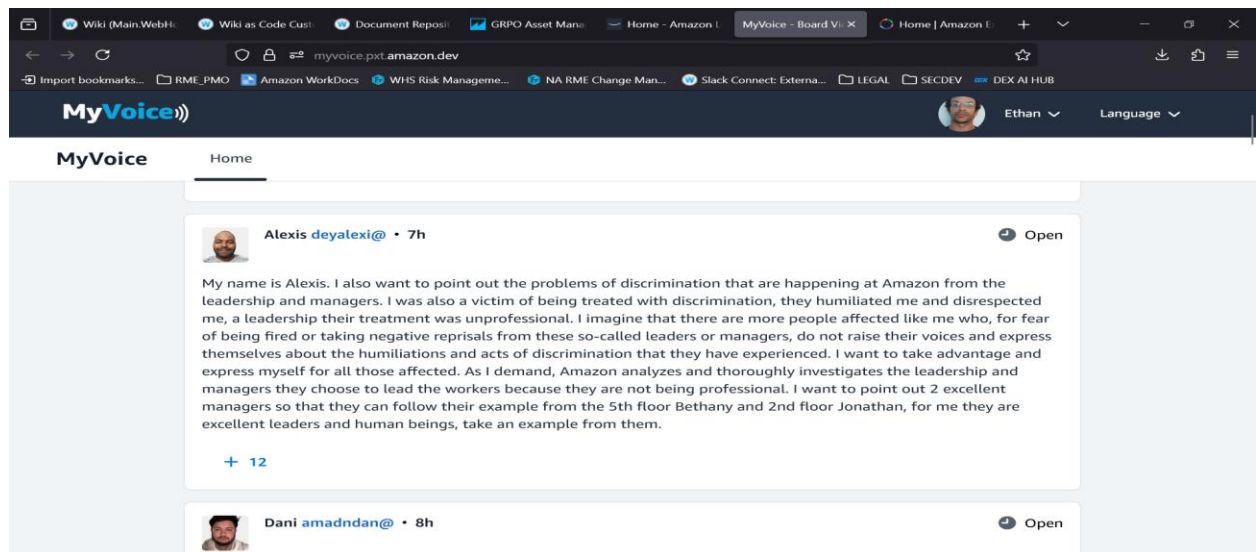 Wiki (Main.WebHo
Wiki as Code Cust
Document Reposit
GRPO Asset Mana
Home - Amazon L
MyVoice - Board Vi
Home | Amazon E
myvoice.pxt.amazon.dev
Import bookmarks...
RME_PMO
Amazon WorkDocs
WHS Risk Manageme...
NA RME Change Man...
Slack Connect: Externa...
LEGAL
SECDEV
DEX AI HUB
MyVoice
Ethan
Language
MyVoice
Home
Alexis deyalexi@ • 7h
Open
My name is Alexis. I also want to point out the problems of discrimination that are happening at Amazon from the
leadership and managers. I was also a victim of being treated with discrimination, they humiliated me and disrespected
me, a leadership their treatment was unprofessional. I imagine that there are more people affected like me who, for fear
of being fired or taking negative reprisals from these so-called leaders or managers, do not raise their voices and express
themselves about the humiliations and acts of discrimination that they have experienced. I want to take advantage and
express myself for all those affected. As I demand, Amazon analyzes and thoroughly investigates the leadership and
managers they choose to lead the workers because they are not being professional. I want to point out 2 excellent
managers so that they can follow their example from the 5th floor Bethany and 2nd floor Jonathan, for me they are
excellent leaders and human beings, take an example from them.
+ 12
Dani amadndan@ • 8h
Open